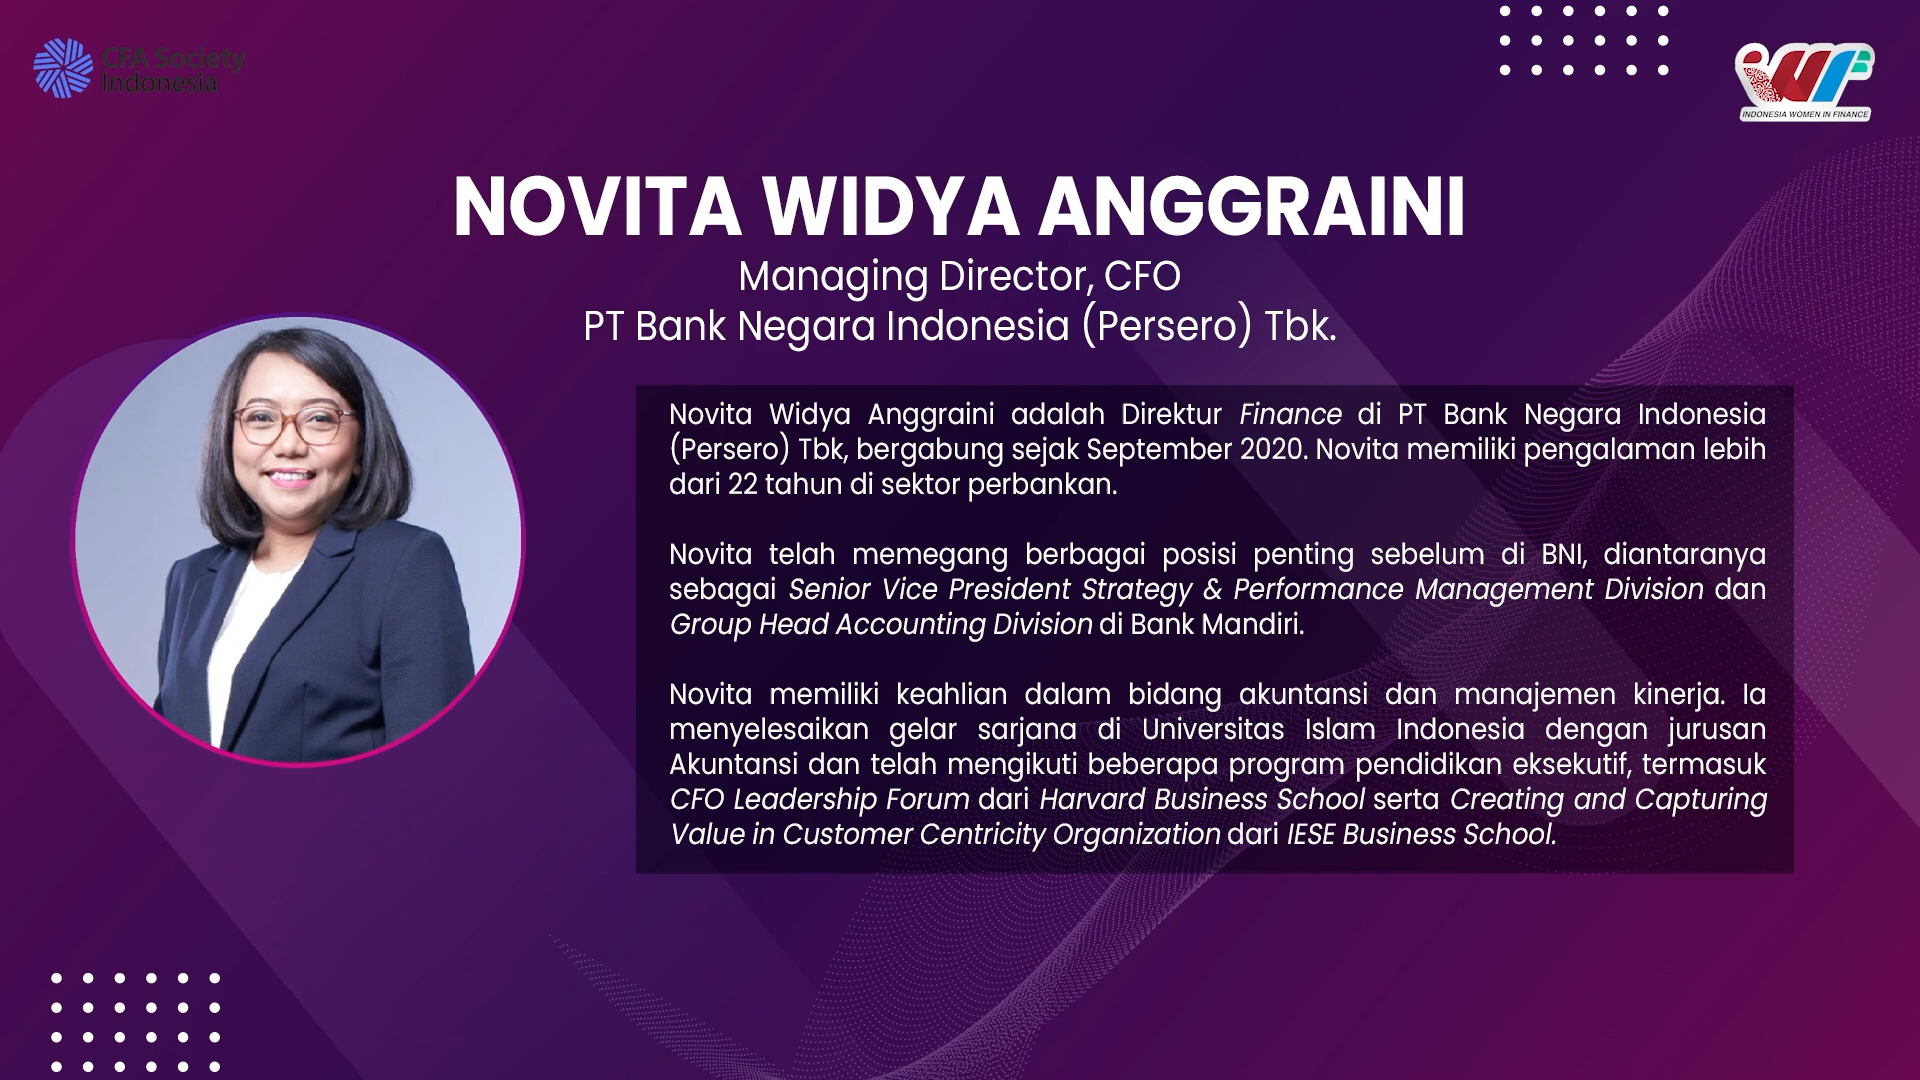 CFA Society
Indonesia
INDONESIA WOMEN IN FINANCE
NOVITA WIDYA ANGGRAINI
Managing Director, CFO
PT Bank Negara Indonesia (Persero) Tbk.
Novita Widya Anggraini adalah Direktur Finance di PT Bank Negara Indonesia
(Persero) Tbk, bergabung sejak September 2020. Novita memiliki pengalaman lebih
dari 22 tahun di sektor perbankan.
Novita telah memegang berbagai posisi penting sebelum di BNI, diantaranya
sebagai Senior Vice President Strategy & Performance Management Division dan
Group Head Accounting Division di Bank Mandiri.
Novita memiliki keahlian dalam bidang akuntansi dan manajemen kinerja. Ia
menyelesaikan gelar sarjana di Universitas Islam Indonesia dengan jurusan
Akuntansi dan telah mengikuti beberapa program pendidikan eksekutif, termasuk
CFO Leadership Forum dari Harvard Business School serta Creating and Capturing
Value in Customer Centricity Organization dari IESE Business School.